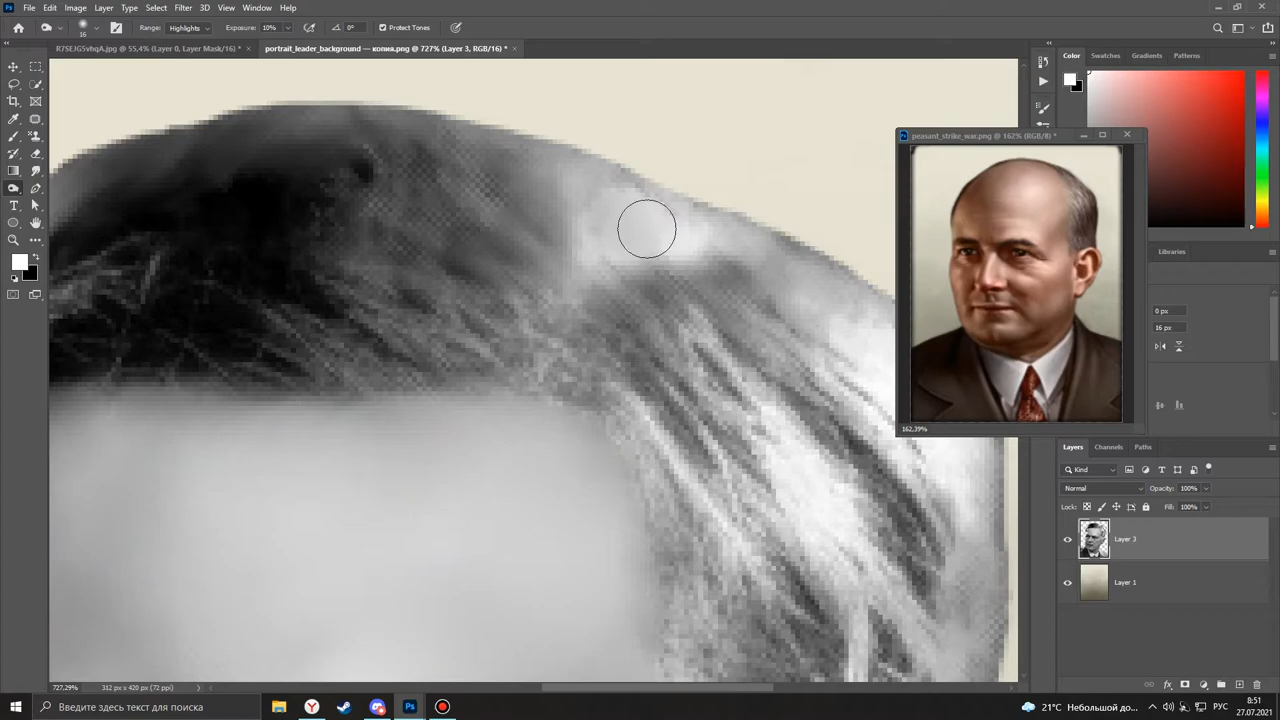 File Edit Image Layer Type Select Filter 3D View Window Help
15 Range: Highlights Exposure: 10% 0° Protect Tones
R7SEJG5vhqA.jpg @ 55,4% (Layer 0, Layer Mask/16) * × portrait_leader_background — копия.png @ 727% (Layer 3, RGB/16) * ×
Color Swatches Gradients Patterns
peasant_strike_war.png @ 162% (RGB/8) *
Libraries
0 px
16 px
162,39%
Layers Channels Paths
Kind
Normal Opacity: 100%
Lock: Fill: 100%
Layer 3
Layer 1
727,29% 312 px x 420 px (72 ppi)
Введите здесь текст для поиска
21°C Небольшой до... РУС 8:51
27.07.2021